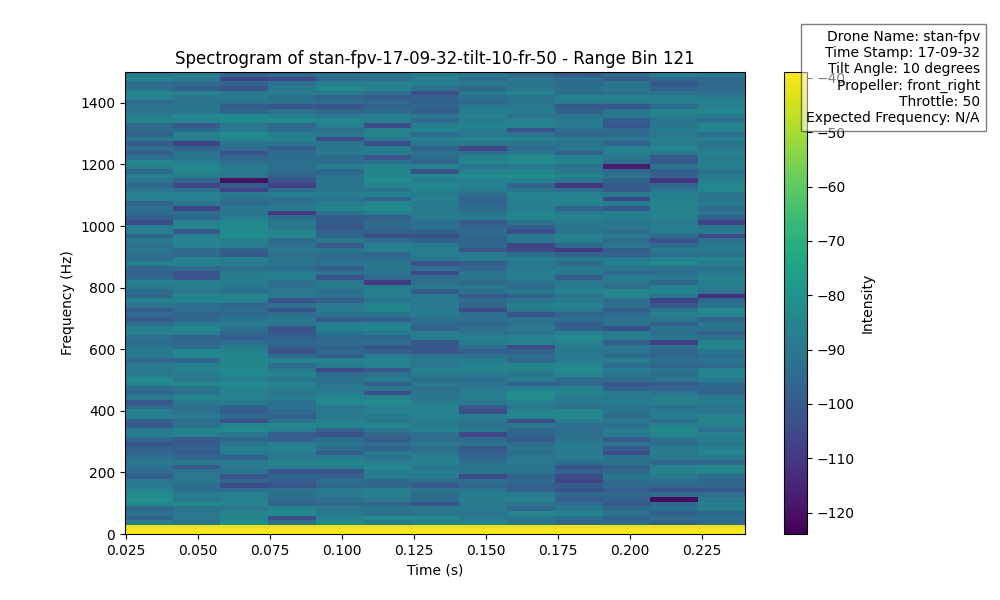 Spectrogram of stan-fpv-17-09-32-tilt-10-fr-50 - Range Bin 121
Drone Name: stan-fpv
Time Stamp: 17-09-32
Tilt Angle: 10 degrees
Propeller: front_right
Throttle: 50
Expected Frequency: N/A
Frequency (Hz)
1400
1200
1000
800
600
400
200
0
0.025
0.050
0.075
0.100
0.125
0.150
0.175
0.200
0.225
Time (s)
−40
−50
−60
−70
−80
−90
−100
−110
−120
Intensity